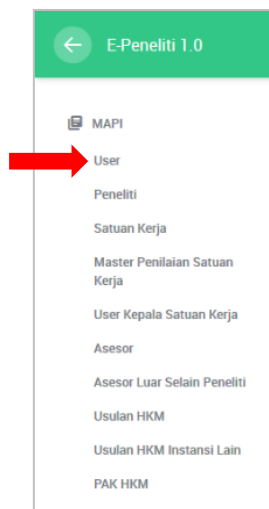 E-Peneliti 1.0
MAPI
User
Peneliti
Satuan Kerja
Master Penilaian Satuan
Kerja
User Kepala Satuan Kerja
Asesor
Asesor Luar Selain Peneliti
Usulan HKM
Usulan HKM Instansi Lain
PAK HKM